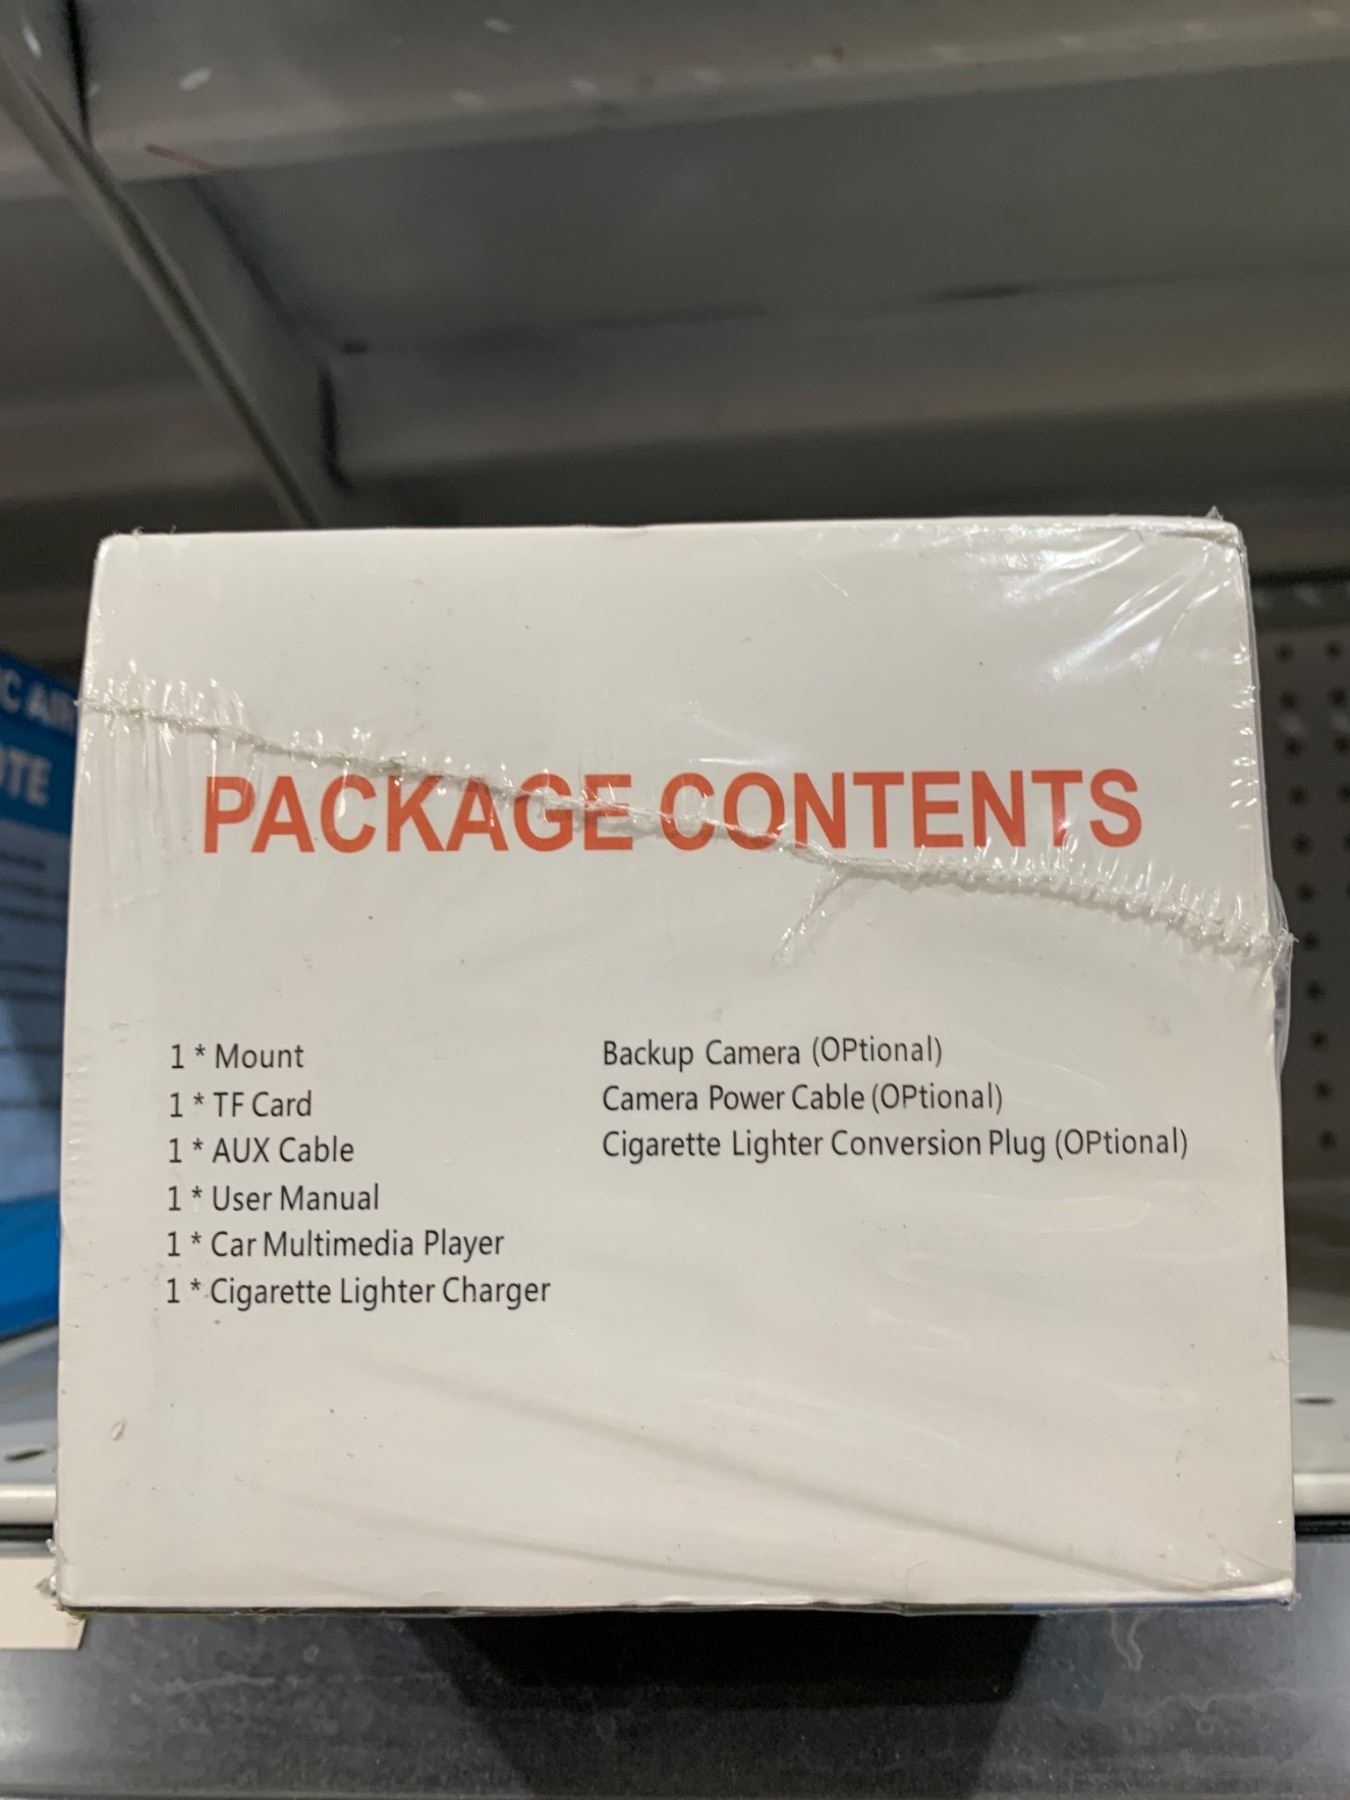 PACKAGE CONTENTS
1 * Mount
1 * TF Card
1 * AUX Cable
1 * User Manual
1 * Car Multimedia Player
1 * Cigarette Lighter Charger
Backup Camera (OPtional)
Camera Power Cable (OPtional)
Cigarette Lighter Conversion Plug (OPtional)